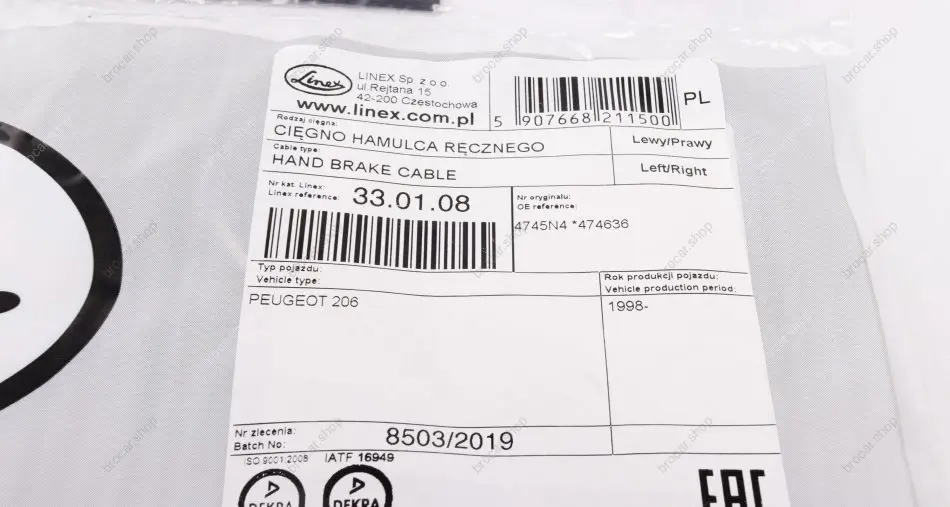 Linex
LINEX Sp. z o.o.
ul.Rejtana 15
42-200 Częstochowa
www.linex.com.pl
5 907668 211500
PL
Rodzaj cięgna:
CIĘGNO HAMULCA RĘCZNEGO
Lewy/Prawy
Cable type:
HAND BRAKE CABLE
Left/Right
Nr kat. Linex:
Linex reference:
33.01.08
Nr oryginału:
OE reference:
4745N4 *474636
Typ pojazdu:
Vehicle type:
PEUGEOT 206
Rok produkcji pojazdu:
Vehicle production period:
1998-
Nr zlecenia:
Batch No:
8503/2019
ISO 9001:2008
IATF 16949
DEKRA
DEKRA
EAC
brocar.shop